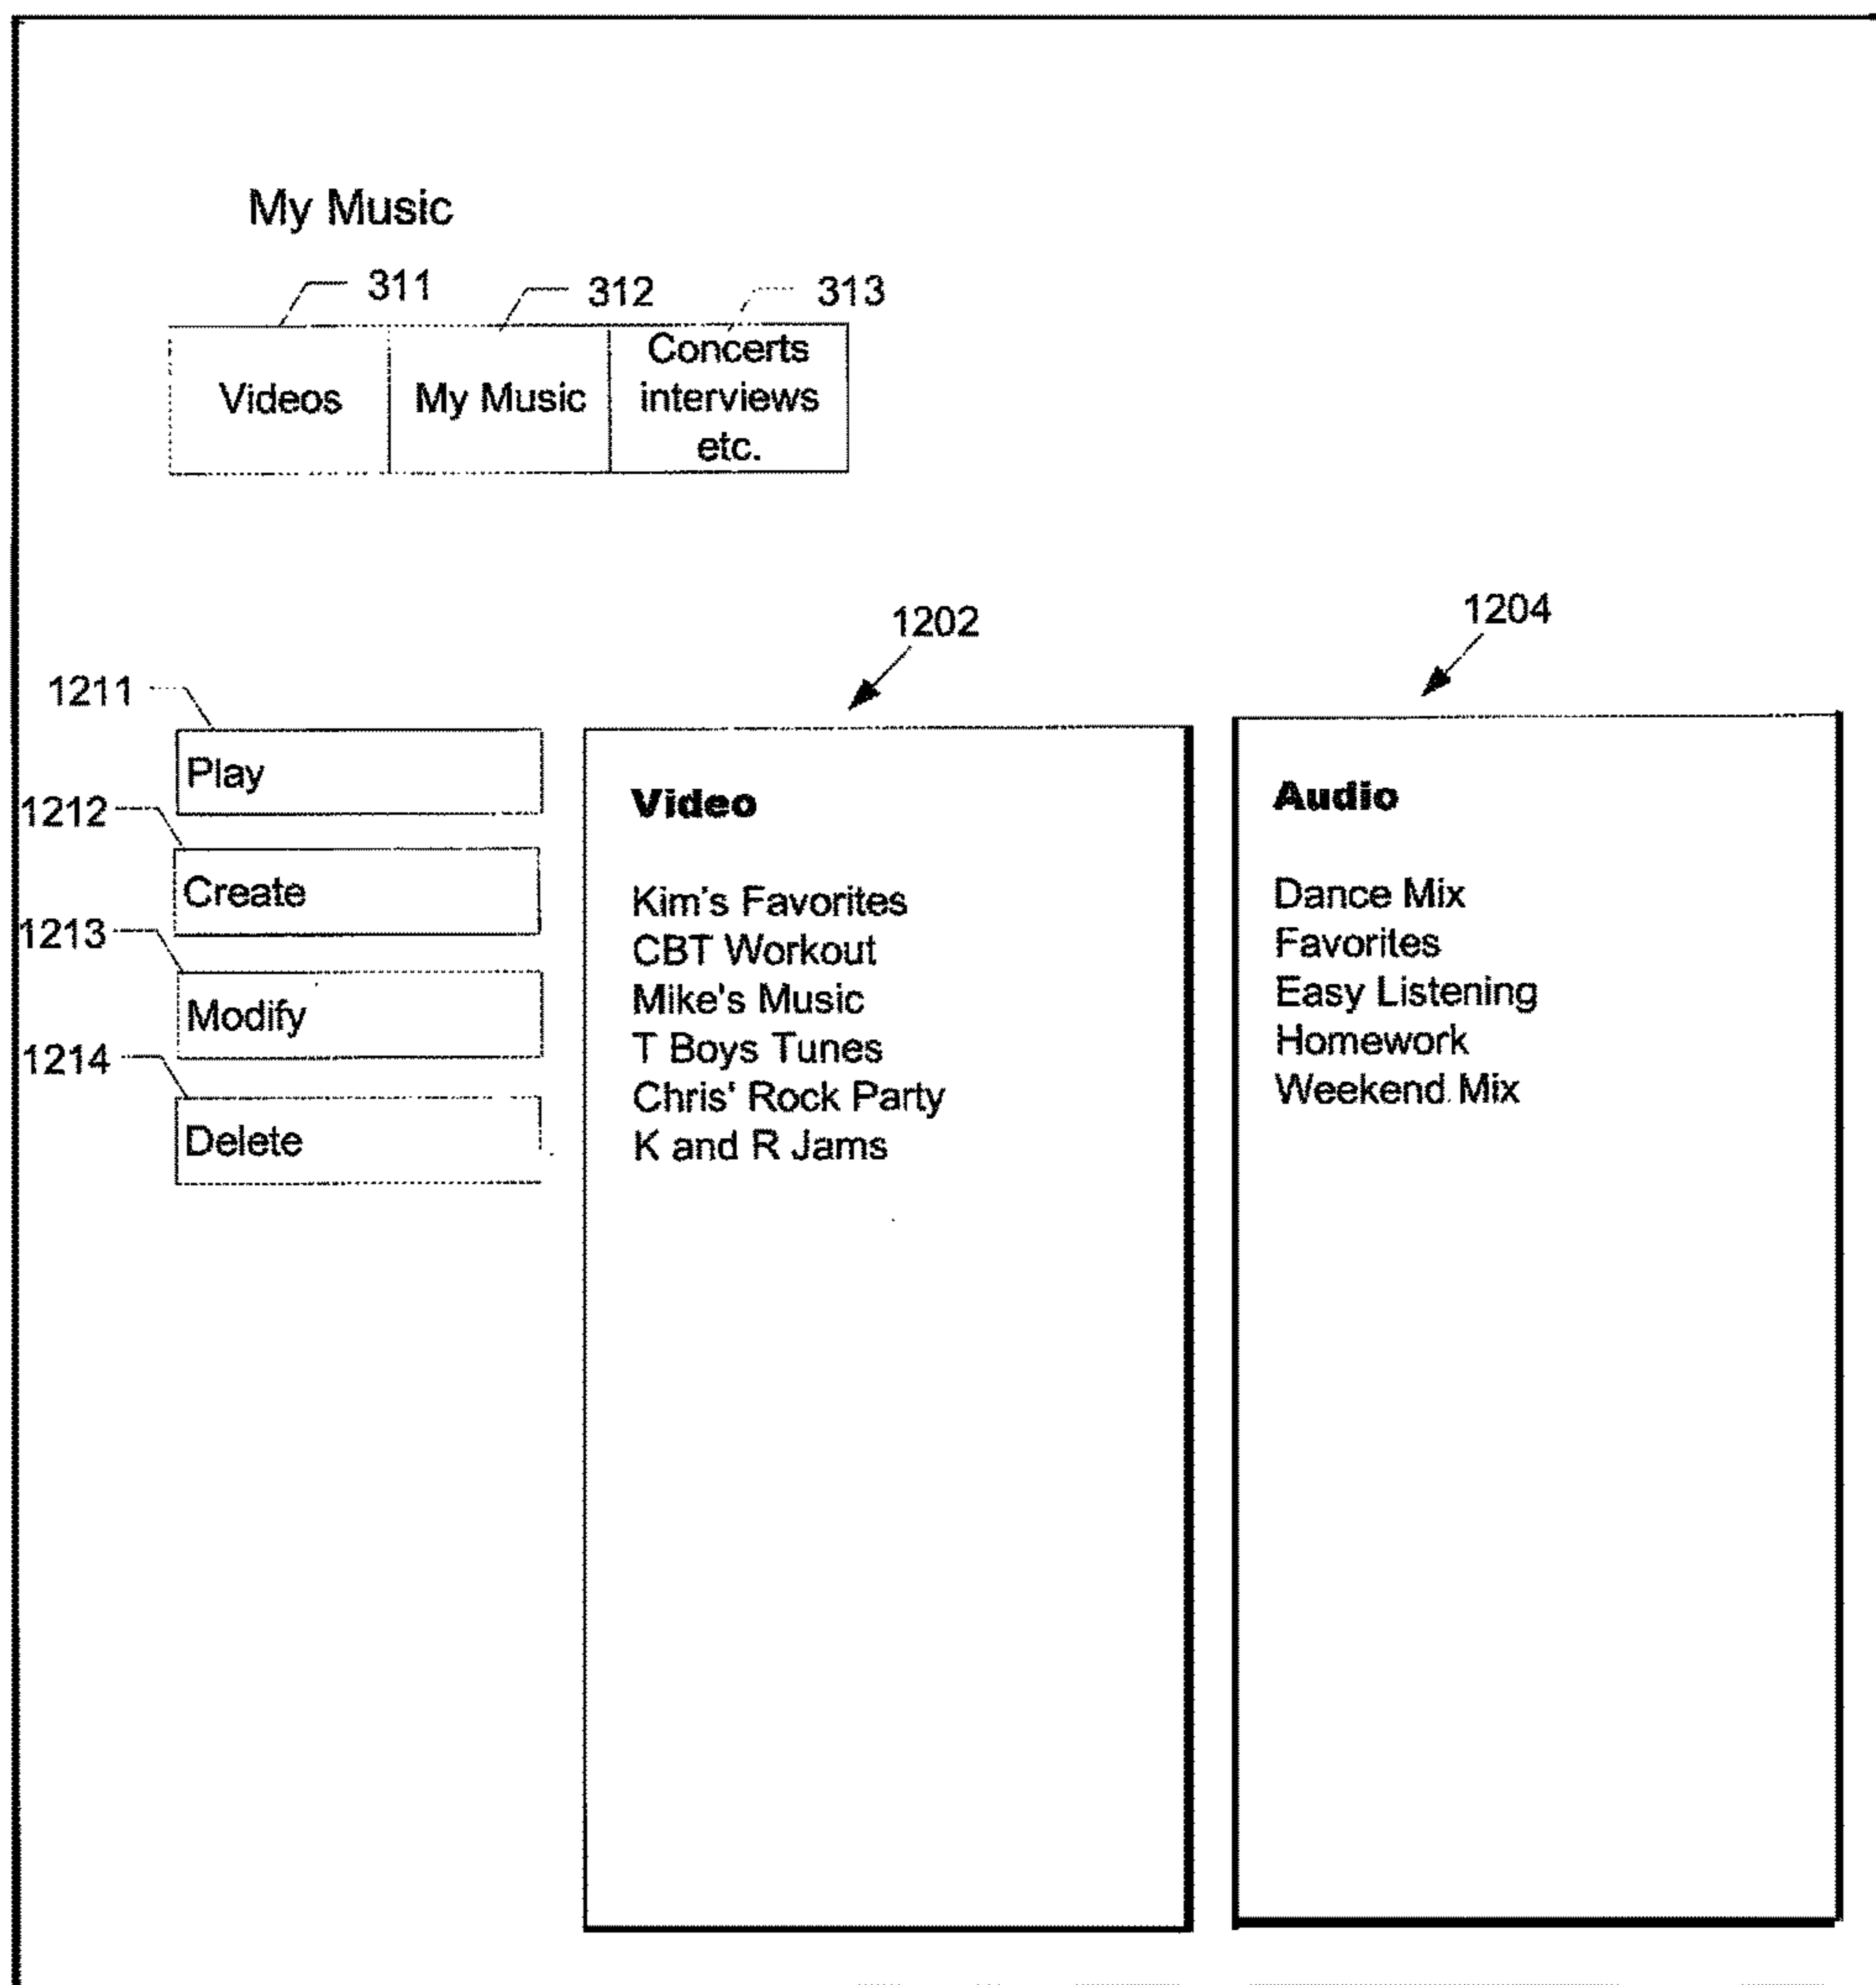 My Music
311
312
313
Videos
My Music
Concerts
interviews
etc.
1202
1204
1211
Play
1212
Create
1213
Modify
1214
Delete
Video
Kim's Favorites
CBT Workout
Mike's Music
T Boys Tunes
Chris' Rock Party
K and R Jams
Audio
Dance Mix
Favorites
Easy Listening
Homework
Weekend Mix